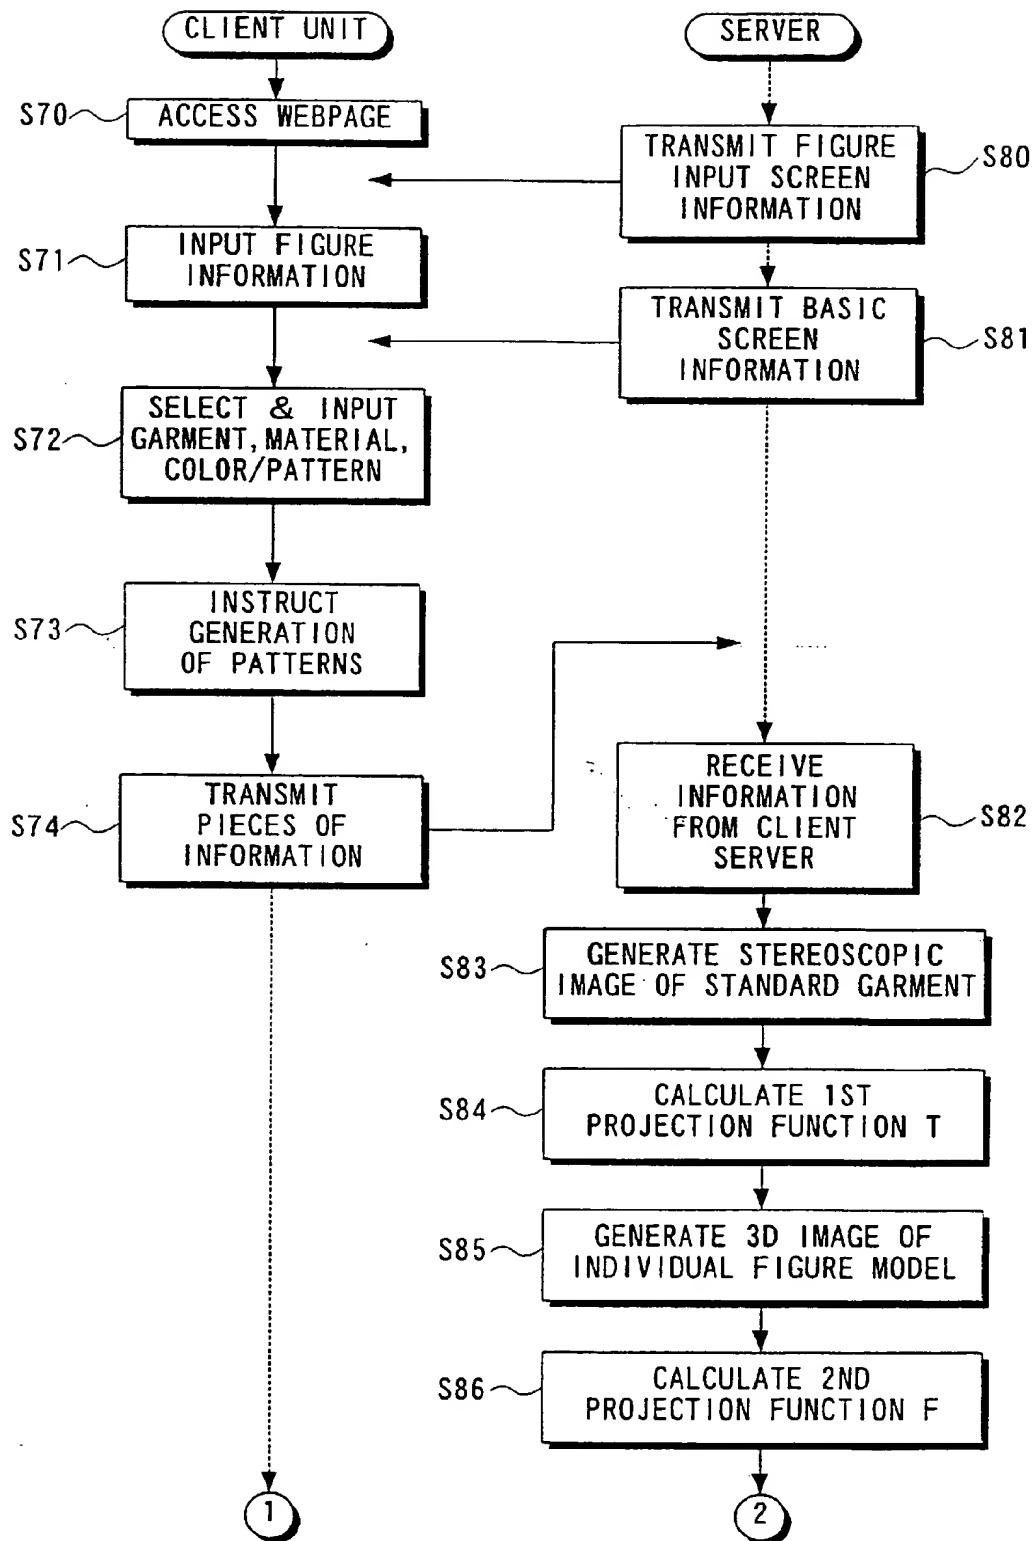 CLIENT UNIT
SERVER
S70
ACCESS WEBPAGE
TRANSMIT FIGURE
INPUT SCREEN
INFORMATION
S80
S71
INPUT FIGURE
INFORMATION
TRANSMIT BASIC
SCREEN
INFORMATION
S81
S72
SELECT & INPUT
GARMENT, MATERIAL,
COLOR/PATTERN
S73
INSTRUCT
GENERATION
OF PATTERNS
S74
TRANSMIT
PIECES OF
INFORMATION
RECEIVE
INFORMATION
FROM CLIENT
SERVER
S82
S83
GENERATE STEREOSCOPIC
IMAGE OF STANDARD GARMENT
S84
CALCULATE 1ST
PROJECTION FUNCTION T
S85
GENERATE 3D IMAGE OF
INDIVIDUAL FIGURE MODEL
S86
CALCULATE 2ND
PROJECTION FUNCTION F
1
2